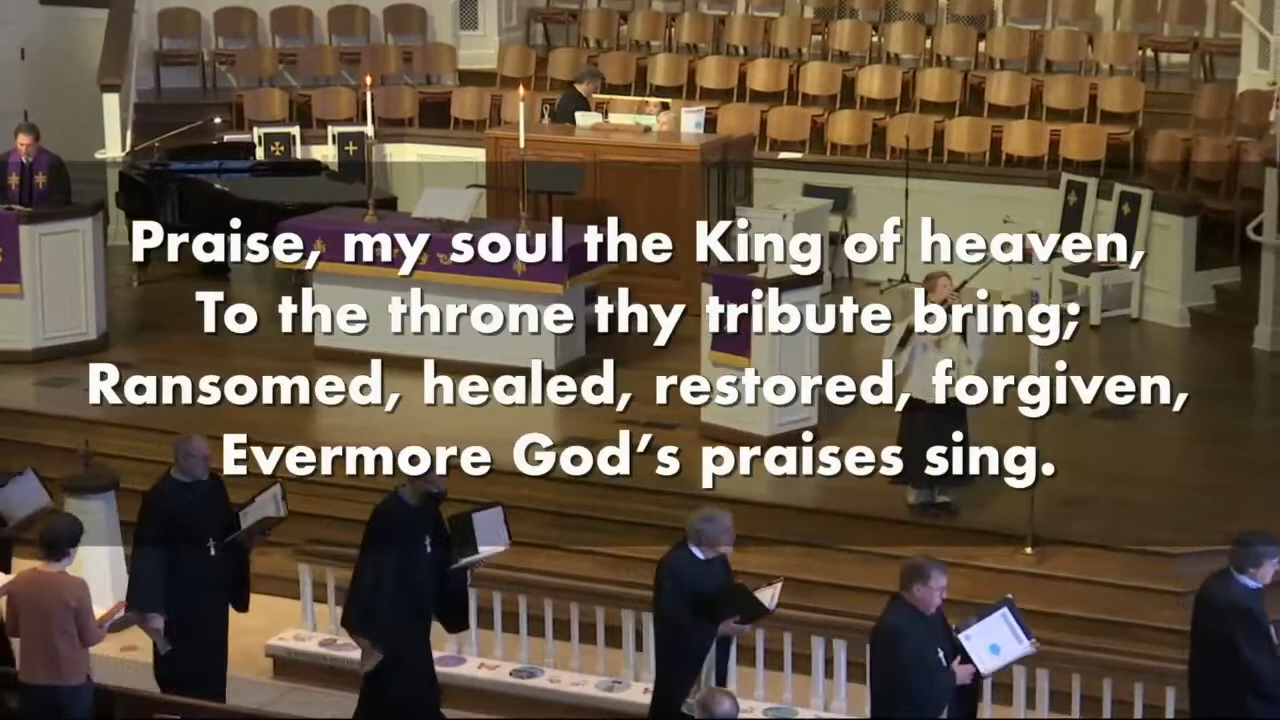 Praise, my soul the King of heaven,
To the throne thy tribute bring;
Ransomed, healed, restored, forgiven,
Evermore God's praises sing.